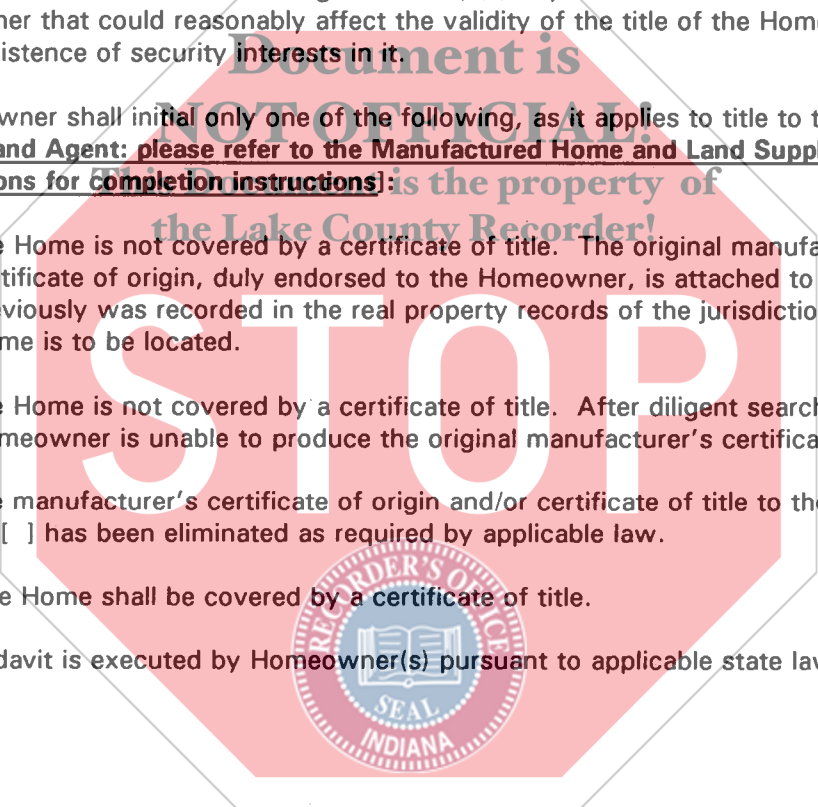 ner that could reasonably affect the validity of the title of the Hom
istence of security interests in it.
Document is
wner shall initial only one of the following, as it applies to title to t
NOT OFFICIAL!
and Agent: please refer to the Manufactured Home and Land Suppl
ons for completion instructions]:
This Document is the property of
the Lake County Recorder!
e Home is not covered by a certificate of title. The original manufa
tificate of origin, duly endorsed to the Homeowner, is attached to
viously was recorded in the real property records of the jurisdictio
me is to be located.
STOP
e Home is not covered by a certificate of title. After diligent search
meowner is unable to produce the original manufacturer's certifica
e manufacturer's certificate of origin and/or certificate of title to the
[ ] has been eliminated as required by applicable law.
RECORDER'S OFFICE
e Home shall be covered by a certificate of title.
davit is executed by Homeowner(s) pursuant to applicable state lav
SEAL
INDIANA